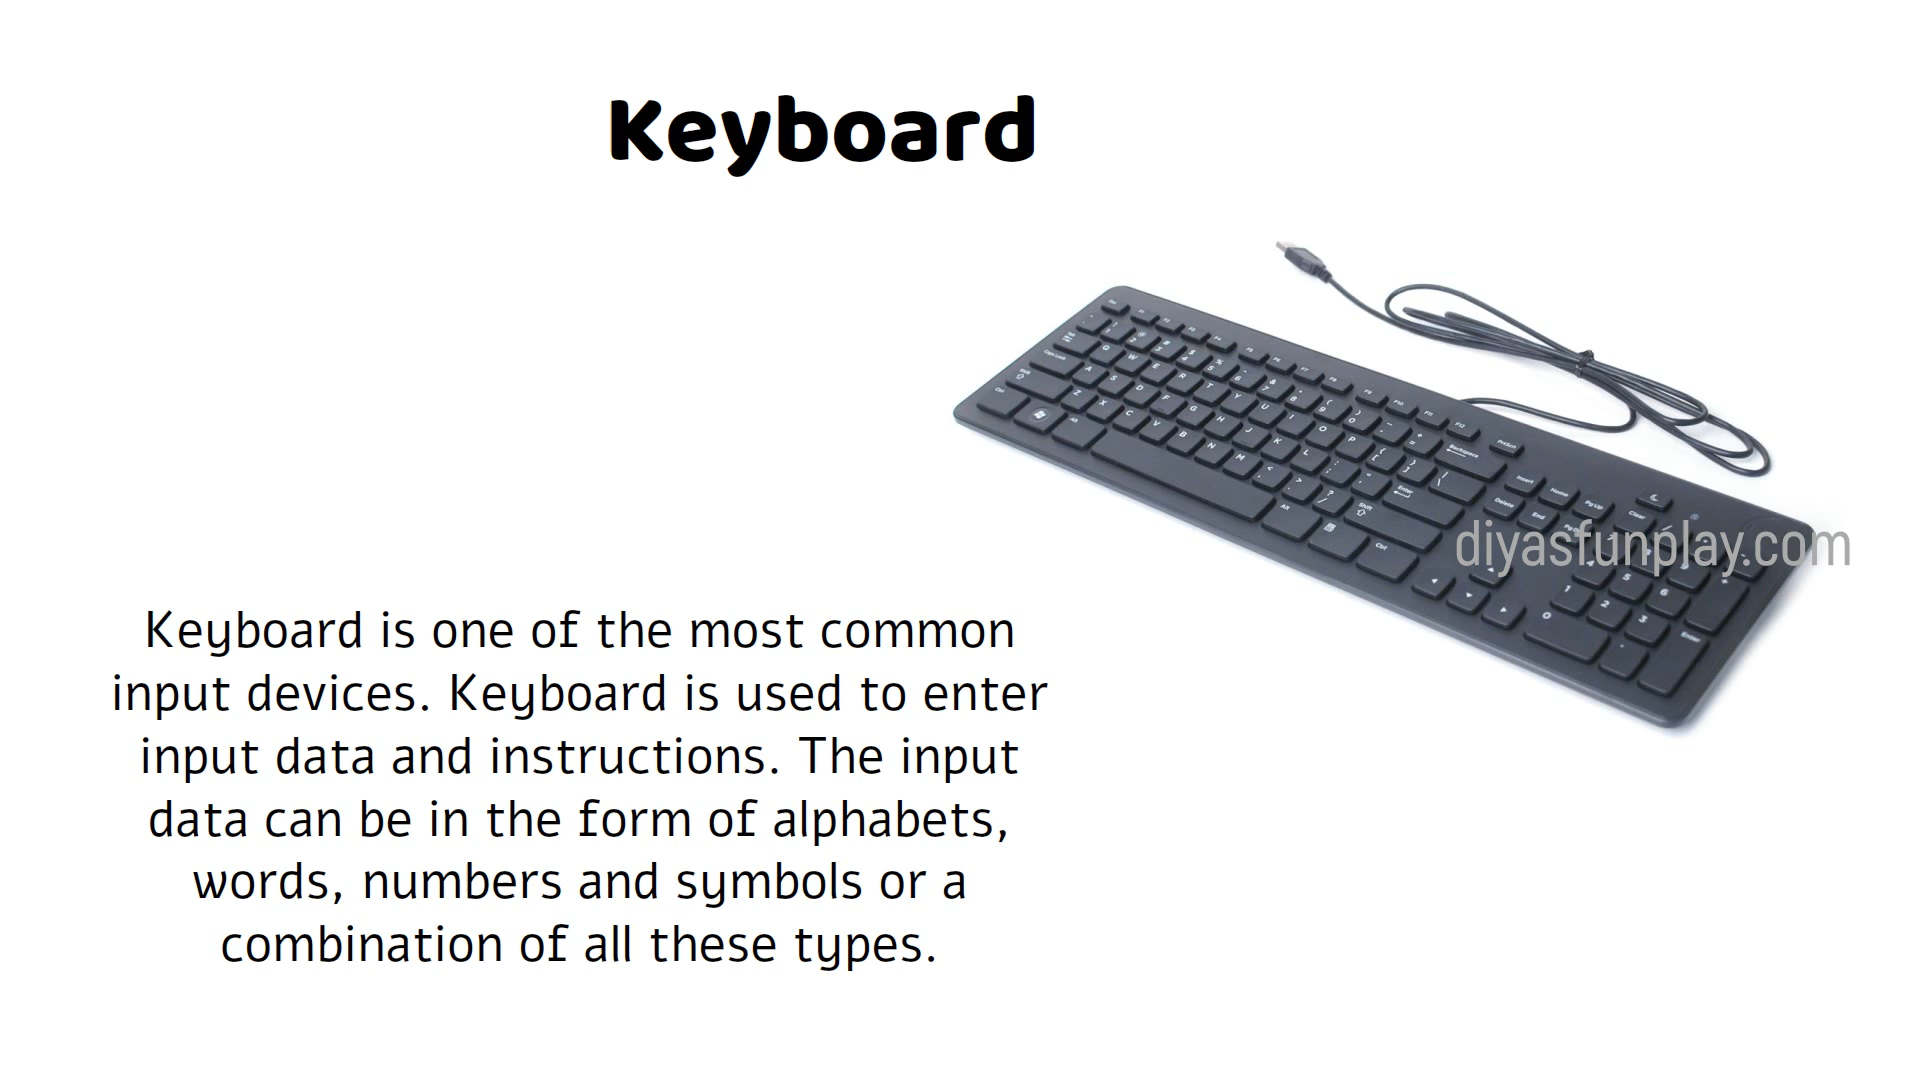 Keyboard
diyasfunplay.com
Keyboard is one of the most common
input devices. Keyboard is used to enter
input data and instructions. The input
data can be in the form of alphabets,
words, numbers and symbols or a
combination of all these types.